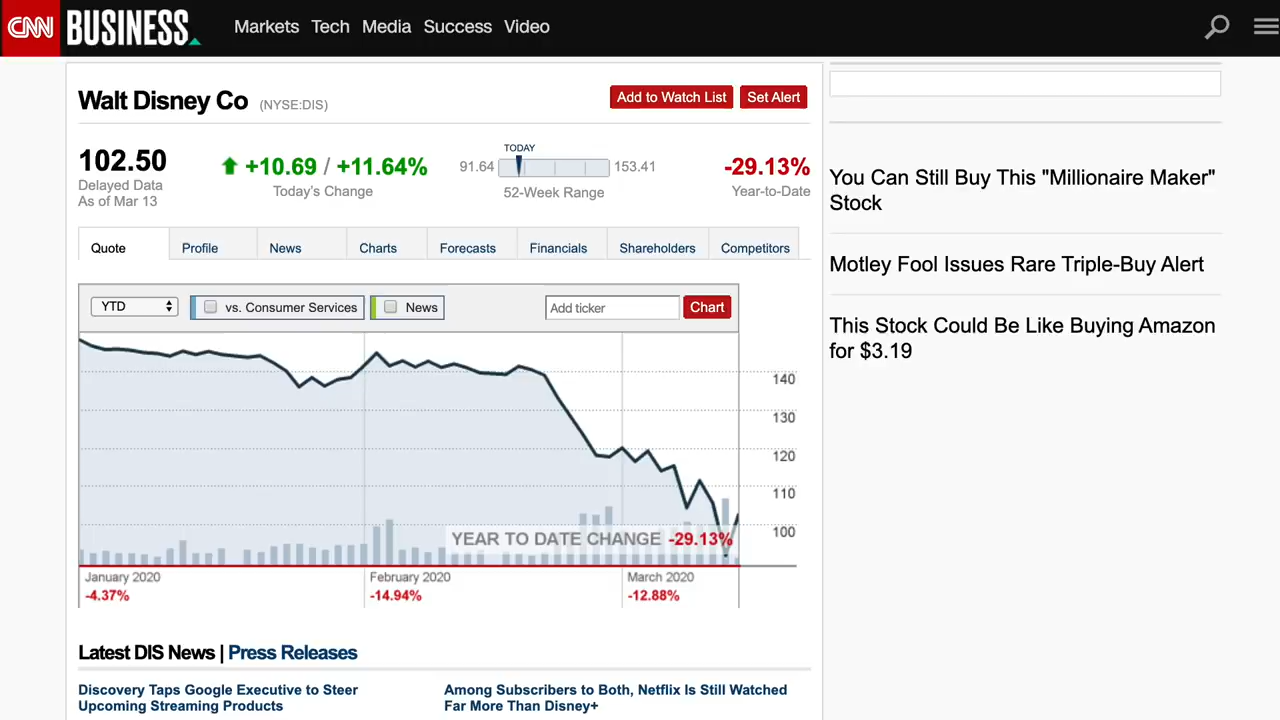 CNN BUSINESS Markets Tech Media Success Video
Walt Disney Co (NYSE:DIS) Add to Watch List Set Alert
102.50
Delayed Data
As of Mar 13
+10.69 / +11.64%
Today's Change
TODAY
91.64 153.41
52-Week Range
-29.13%
Year-to-Date
Quote Profile News Charts Forecasts Financials Shareholders Competitors
YTD vs. Consumer Services News Add ticker Chart
140
130
120
110
100
YEAR TO DATE CHANGE -29.13%
January 2020 February 2020 March 2020
-4.37% -14.94% -12.88%
Latest DIS News | Press Releases
Discovery Taps Google Executive to Steer
Upcoming Streaming Products
Among Subscribers to Both, Netflix Is Still Watched
Far More Than Disney+
You Can Still Buy This "Millionaire Maker"
Stock
Motley Fool Issues Rare Triple-Buy Alert
This Stock Could Be Like Buying Amazon
for $3.19